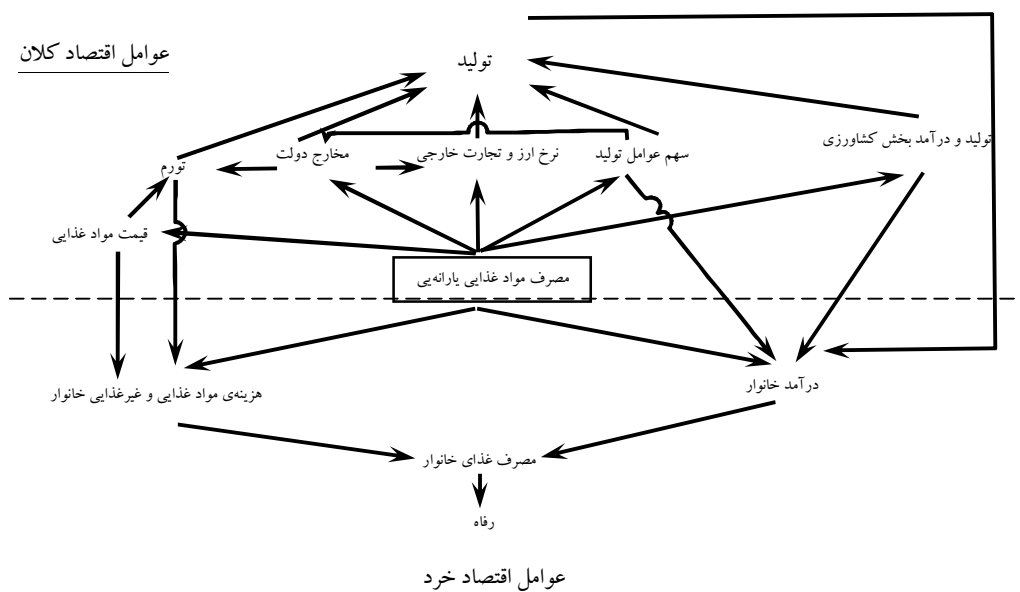 عوامل اقتصاد کلان
تولید
تولید و درآمد بخش کشاورزی
سهم عوامل تولید
نرخ ارز و تجارت خارجی
مخارج دولت
تورم
قیمت مواد غذایی
مصرف مواد غذایی یارانه‌یی
درآمد خانوار
هزینه‌ی مواد غذایی و غیرغذایی خانوار
مصرف غذای خانوار
رفاه
عوامل اقتصاد خرد